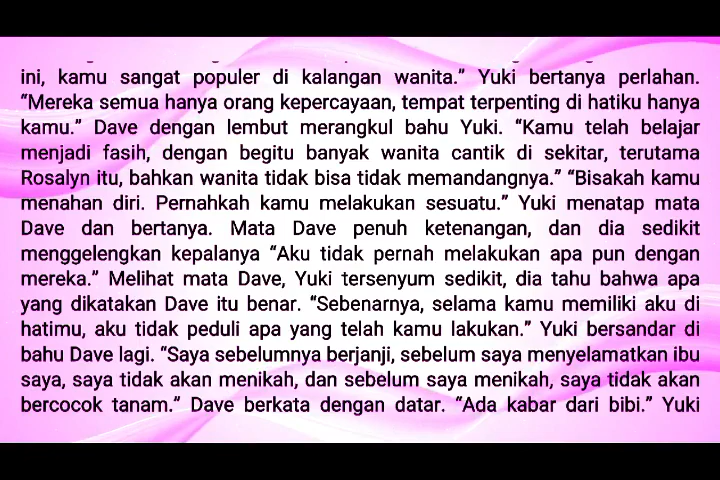 ini, kamu sangat populer di kalangan wanita.” Yuki bertanya perlahan.
“Mereka semua hanya orang kepercayaan, tempat terpenting di hatiku hanya
kamu.” Dave dengan lembut merangkul bahu Yuki. “Kamu telah belajar
menjadi fasih, dengan begitu banyak wanita cantik di sekitar, terutama
Rosalyn itu, bahkan wanita tidak bisa tidak memandangnya.” “Bisakah kamu
menahan diri. Pernahkah kamu melakukan sesuatu.” Yuki menatap mata
Dave dan bertanya. Mata Dave penuh ketenangan, dan dia sedikit
menggelengkan kepalanya “Aku tidak pernah melakukan apa pun dengan
mereka.” Melihat mata Dave, Yuki tersenyum sedikit, dia tahu bahwa apa
yang dikatakan Dave itu benar. “Sebenarnya, selama kamu memiliki aku di
hatimu, aku tidak peduli apa yang telah kamu lakukan.” Yuki bersandar di
bahu Dave lagi. “Saya sebelumnya berjanji, sebelum saya menyelamatkan ibu
saya, saya tidak akan menikah, dan sebelum saya menikah, saya tidak akan
bercocok tanam.” Dave berkata dengan datar. “Ada kabar dari bibi.” Yuki